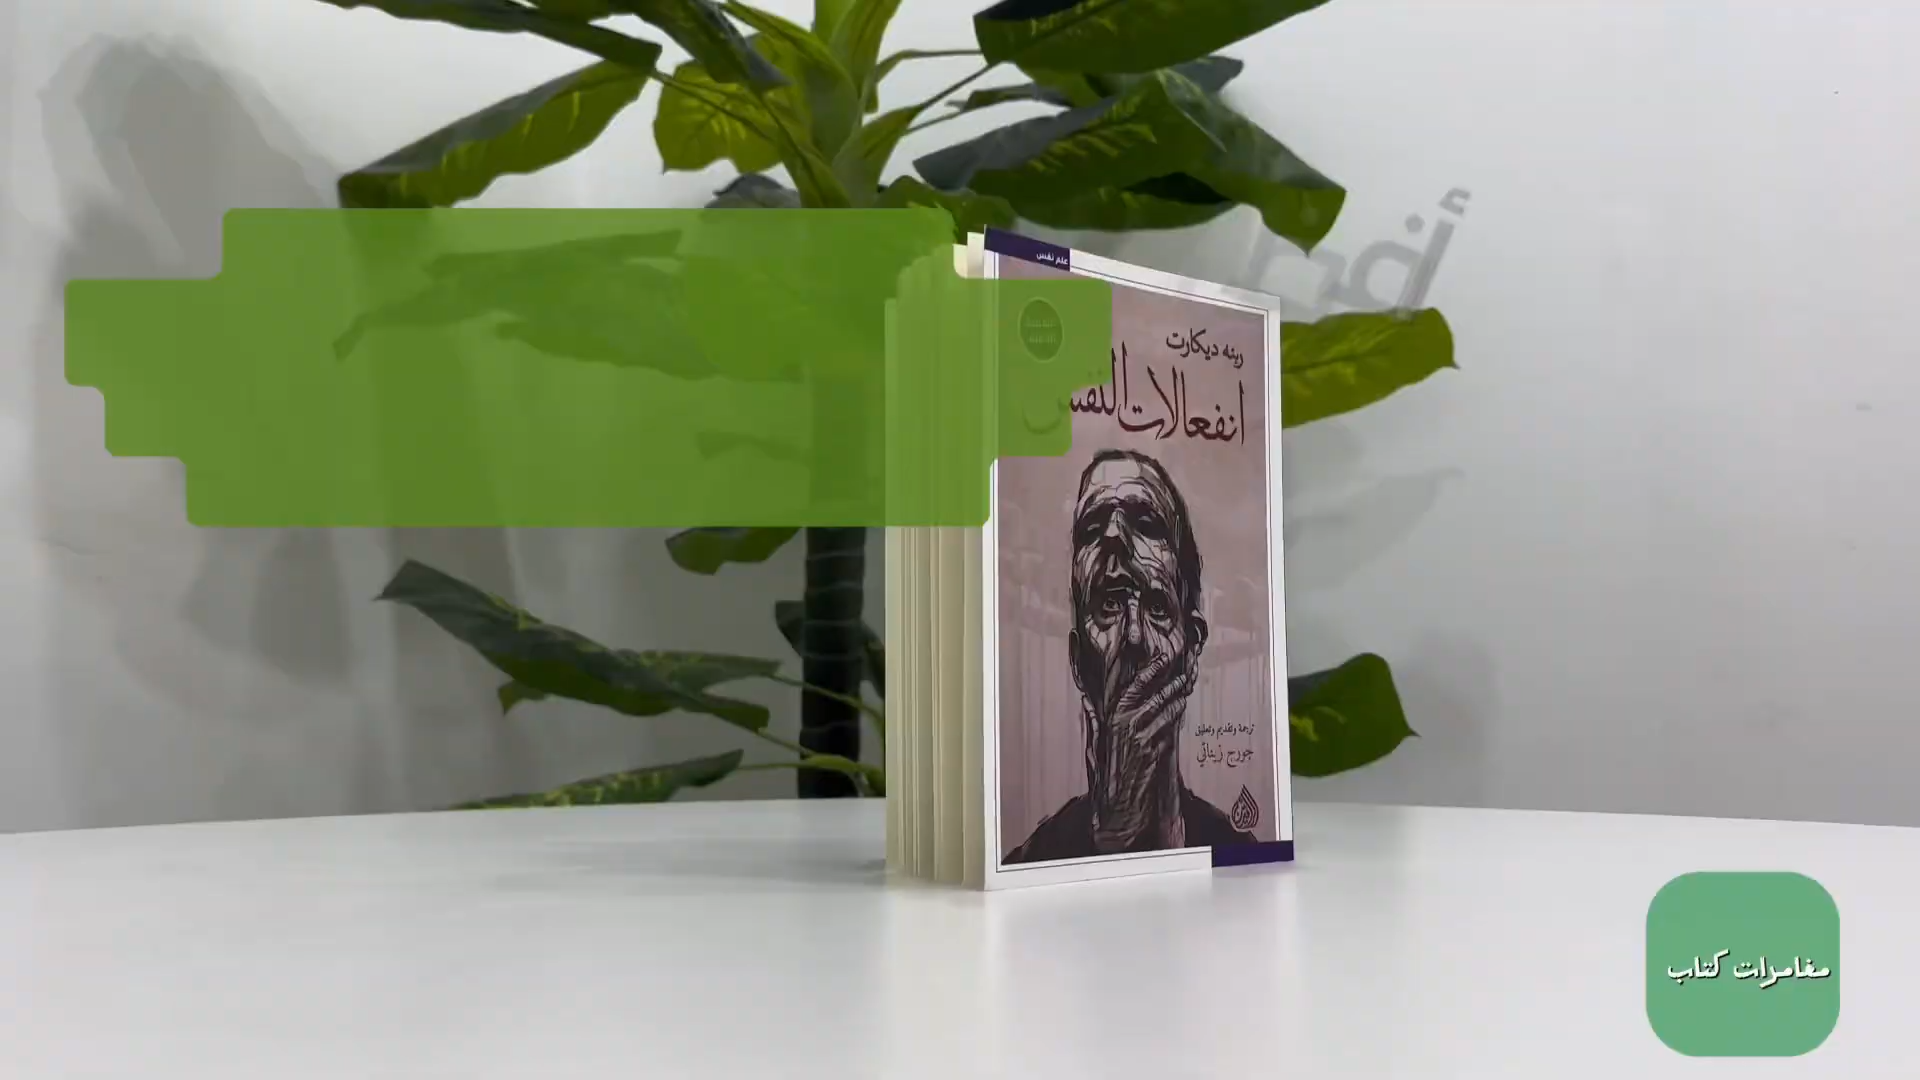 علم نفس
رينه ديكارت
انفعالات النفس
ترجمة وتقديم وتعليق
جورج زيناتي
مغامرات كتاب